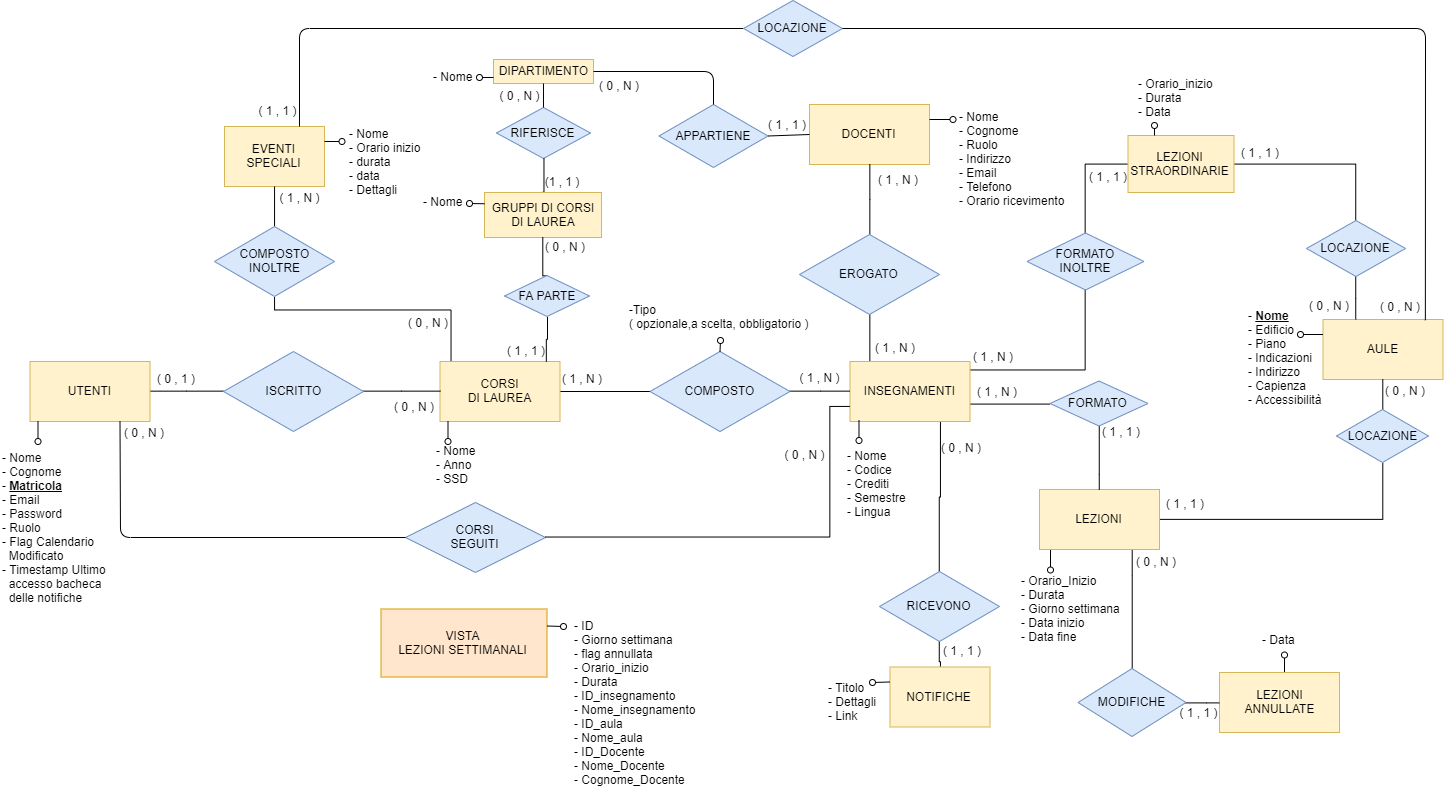 LOCAZIONE
( 1 , 1 )
EVENTI
SPECIALI
- Nome
- Orario inizio
- durata
- data
- Dettagli
( 1 , N )
COMPOSTO
INOLTRE
( 0 , N )
- Nome
DIPARTIMENTO
( 0 , N )
( 0 , N )
RIFERISCE
( 1 , 1 )
- Nome
GRUPPI DI CORSI
DI LAUREA
( 0 , N )
FA PARTE
( 1 , 1 )
APPARTIENE
( 1 , 1 )
DOCENTI
- Nome
- Cognome
- Ruolo
- Indirizzo
- Email
- Telefono
- Orario ricevimento
( 1 , N )
EROGATO
( 1 , N )
- Orario_inizio
- Durata
- Data
LEZIONI
STRAORDINARIE
( 1 , 1 )
( 1 , 1 )
FORMATO
INOLTRE
( 1 , N )
LOCAZIONE
( 0 , N )
( 0 , N )
AULE
- Nome
- Edificio
- Piano
- Indicazioni
- Indirizzo
- Capienza
- Accessibilità
( 0 , N )
LOCAZIONE
( 1 , 1 )
UTENTI
( 0 , 1 )
ISCRITTO
( 0 , N )
CORSI
DI LAUREA
( 1 , N )
-Tipo
( opzionale,a scelta, obbligatorio )
COMPOSTO
( 1 , N )
INSEGNAMENTI
( 1 , N )
FORMATO
( 1 , 1 )
LEZIONI
( 0 , N )
- Nome
- Cognome
- Matricola
- Email
- Password
- Ruolo
- Flag Calendario
Modificato
- Timestamp Ultimo
accesso bacheca
delle notifiche
- Nome
- Anno
- SSD
CORSI
SEGUITI
( 0 , N )
- Nome
- Codice
- Crediti
- Semestre
- Lingua
( 0 , N )
RICEVONO
( 1 , 1 )
NOTIFICHE
- Titolo
- Dettagli
- Link
- Orario_Inizio
- Durata
- Giorno settimana
- Data inizio
- Data fine
( 0 , N )
MODIFICHE
( 1 , 1 )
- Data
LEZIONI
ANNULLATE
VISTA
LEZIONI SETTIMANALI
- ID
- Giorno settimana
- flag annullata
- Orario_inizio
- Durata
- ID_insegnamento
- Nome_insegnamento
- ID_aula
- Nome_aula
- ID_Docente
- Nome_Docente
- Cognome_Docente